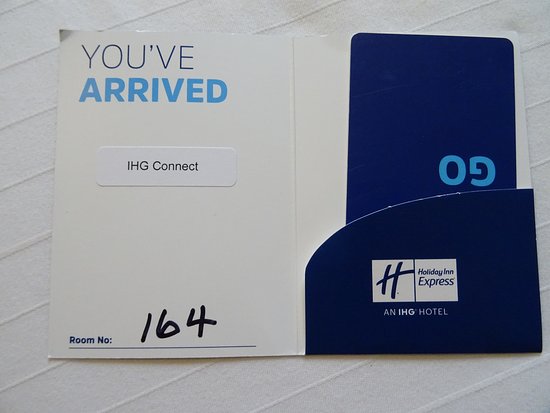 YOU'VE
ARRIVED
IHG Connect
Room No: 164
GO
H
Holiday Inn
Express
AN IHG® HOTEL